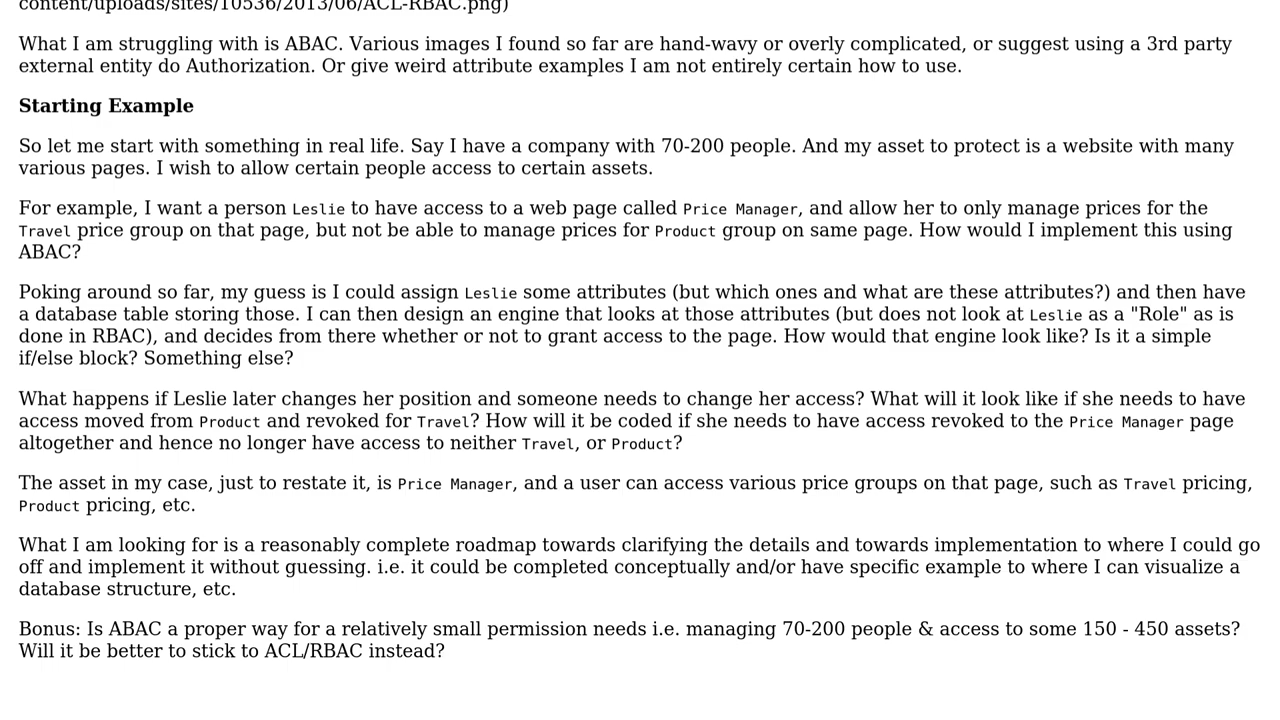 content/uploads/sites/10536/2013/06/ACL-RBAC.png)
What I am struggling with is ABAC. Various images I found so far are hand-wavy or overly complicated, or suggest using a 3rd party
external entity do Authorization. Or give weird attribute examples I am not entirely certain how to use.
Starting Example
So let me start with something in real life. Say I have a company with 70-200 people. And my asset to protect is a website with many
various pages. I wish to allow certain people access to certain assets.
For example, I want a person Leslie to have access to a web page called Price Manager, and allow her to only manage prices for the
Travel price group on that page, but not be able to manage prices for Product group on same page. How would I implement this using
ABAC?
Poking around so far, my guess is I could assign Leslie some attributes (but which ones and what are these attributes?) and then have
a database table storing those. I can then design an engine that looks at those attributes (but does not look at Leslie as a "Role" as is
done in RBAC), and decides from there whether or not to grant access to the page. How would that engine look like? Is it a simple
if/else block? Something else?
What happens if Leslie later changes her position and someone needs to change her access? What will it look like if she needs to have
access moved from Product and revoked for Travel? How will it be coded if she needs to have access revoked to the Price Manager page
altogether and hence no longer have access to neither Travel, or Product?
The asset in my case, just to restate it, is Price Manager, and a user can access various price groups on that page, such as Travel pricing,
Product pricing, etc.
What I am looking for is a reasonably complete roadmap towards clarifying the details and towards implementation to where I could go
off and implement it without guessing. i.e. it could be completed conceptually and/or have specific example to where I can visualize a
database structure, etc.
Bonus: Is ABAC a proper way for a relatively small permission needs i.e. managing 70-200 people & access to some 150 - 450 assets?
Will it be better to stick to ACL/RBAC instead?